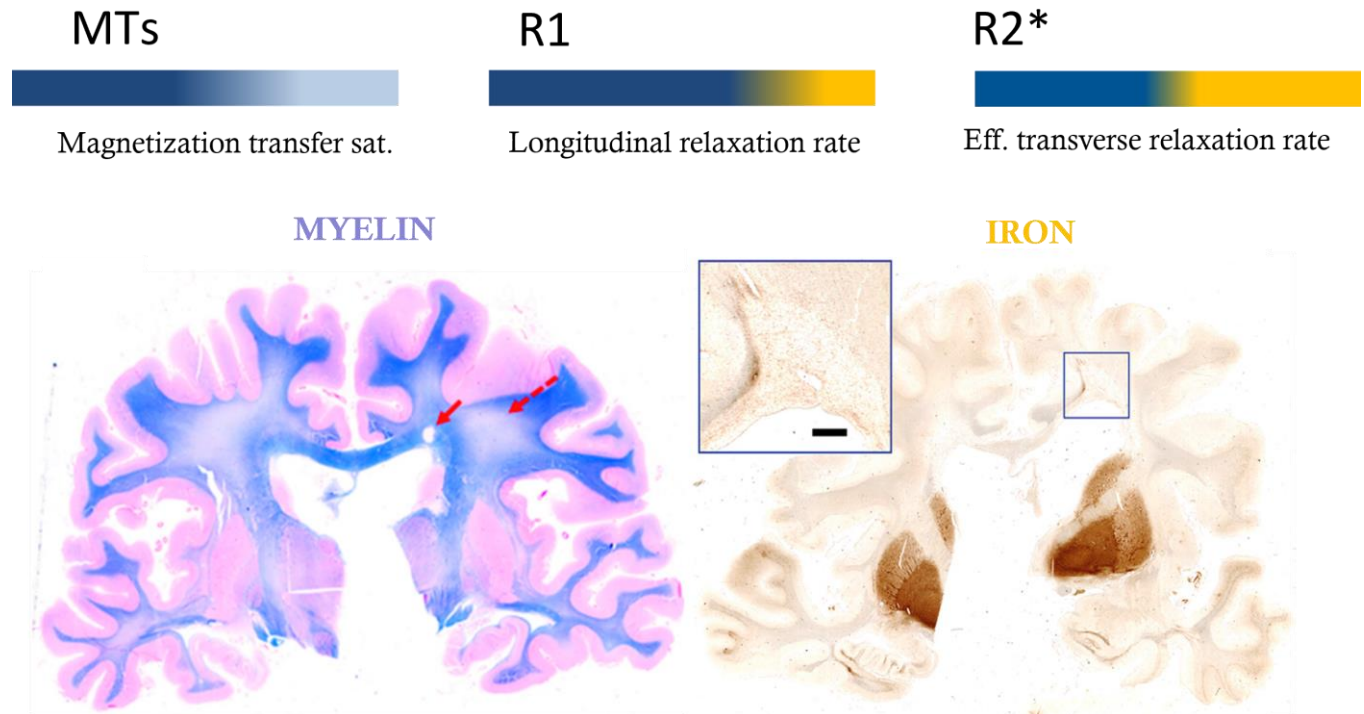 MTs
R1
R2*
Magnetization transfer sat.
Longitudinal relaxation rate
Eff. transverse relaxation rate
MYELIN
IRON